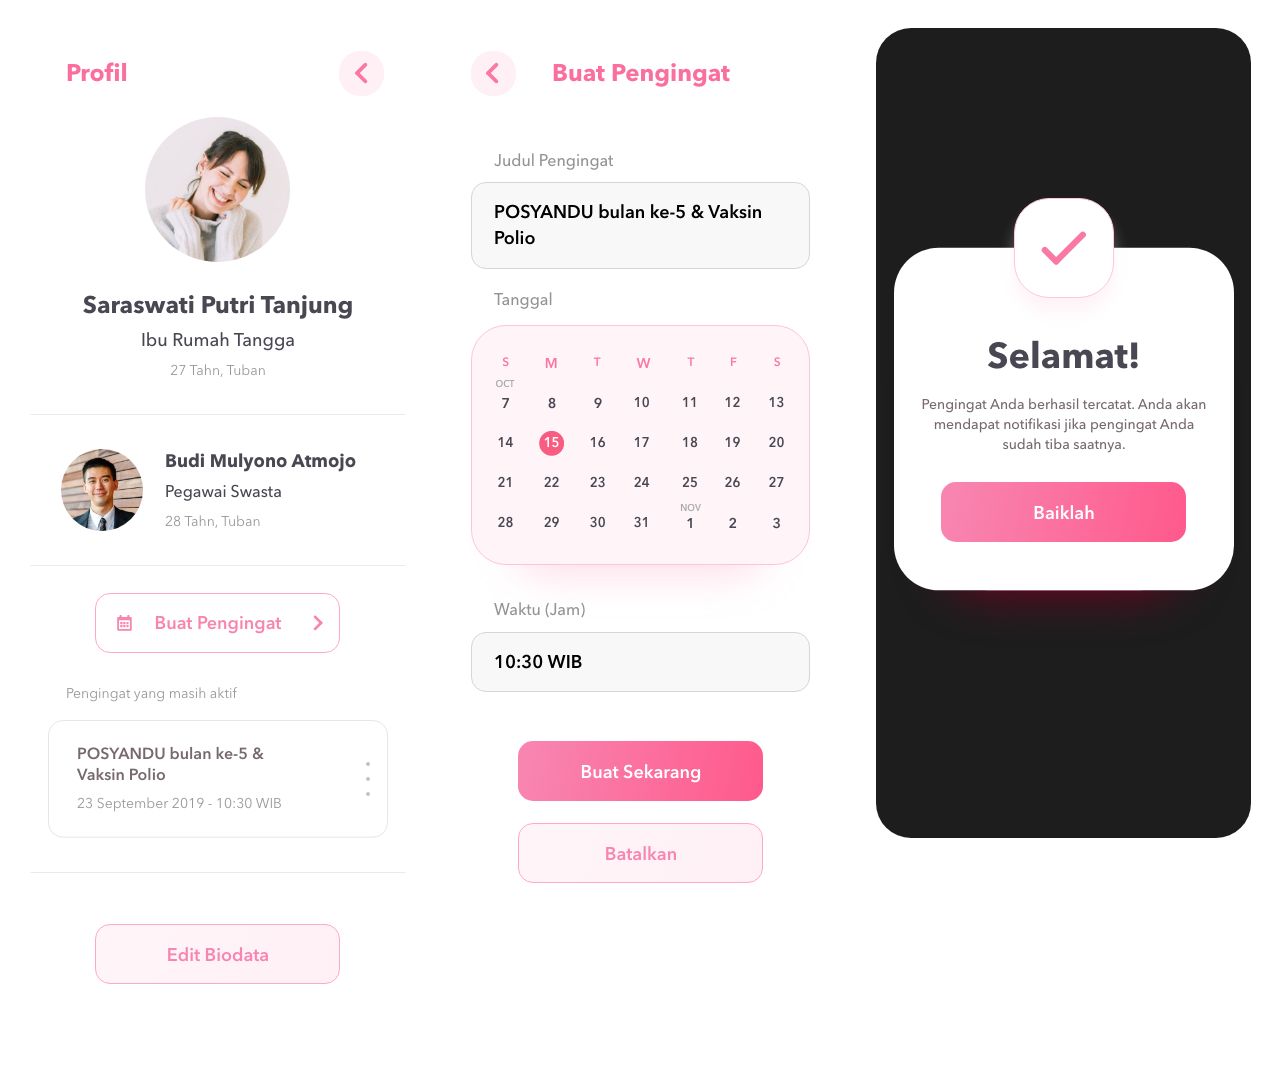 Profil
Saraswati Putri Tanjung
Ibu Rumah Tangga
27 Tahn, Tuban
Budi Mulyono Atmojo
Pegawai Swasta
28 Tahn, Tuban
Buat Pengingat
Pengingat yang masih aktif
POSYANDU bulan ke-5 &
Vaksin Polio
23 September 2019 - 10:30 WIB
Edit Biodata
Buat Pengingat
Judul Pengingat
POSYANDU bulan ke-5 & Vaksin
Polio
Tanggal
S M T W T F S
OCT
7 8 9 10 11 12 13
14 15 16 17 18 19 20
21 22 23 24 25 26 27
NOV
28 29 30 31 1 2 3
Waktu (Jam)
10:30 WIB
Buat Sekarang
Batalkan
Selamat!
Pengingat Anda berhasil tercatat. Anda akan
mendapat notifikasi jika pengingat Anda
sudah tiba saatnya.
Baiklah